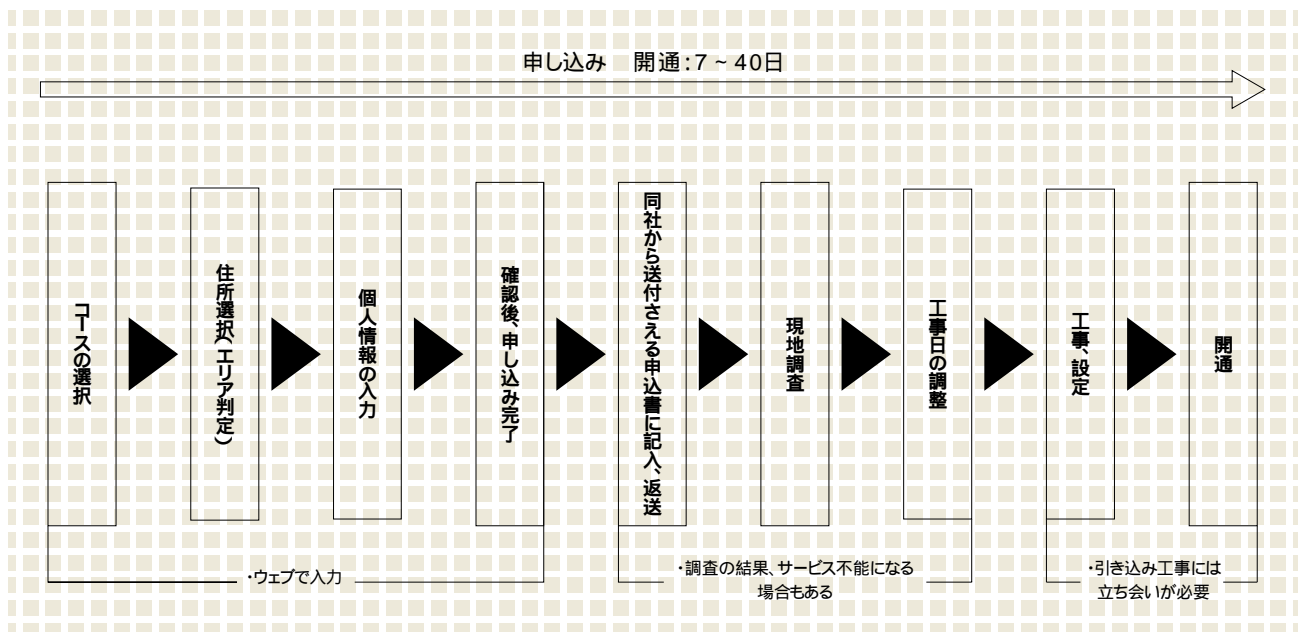 申し込み　開通:7～40日
コースの選択
住所選択(エリア判定)
個人情報の入力
確認後、申し込み完了
同社から送付さえる申込書に記入、返送
現地調査
工事日の調整
工事、設定
開通
・ウェブで入力
・調査の結果、サービス不能になる
場合もある
・引き込み工事には
立ち会いが必要